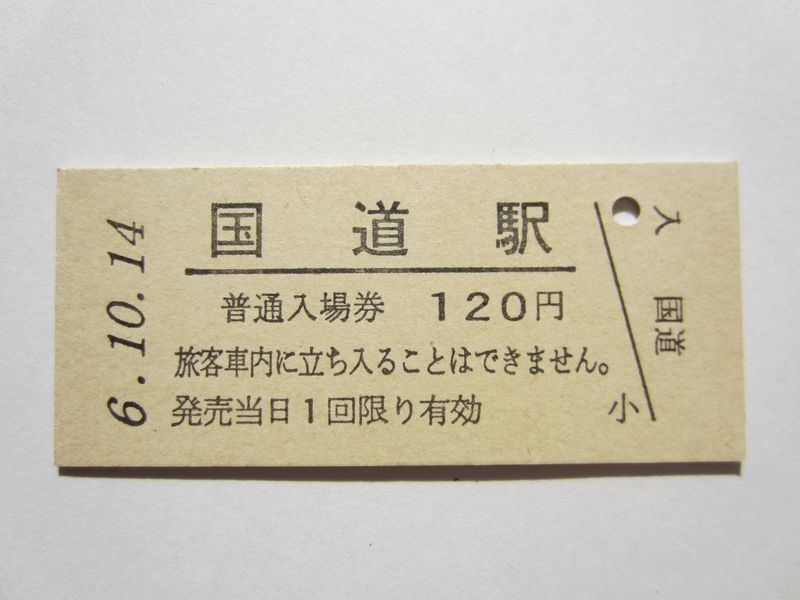 国道駅
普通入場券 120円
旅客車内に立ち入ることはできません。
発売当日1回限り有効
6.10.14
入 国道
小